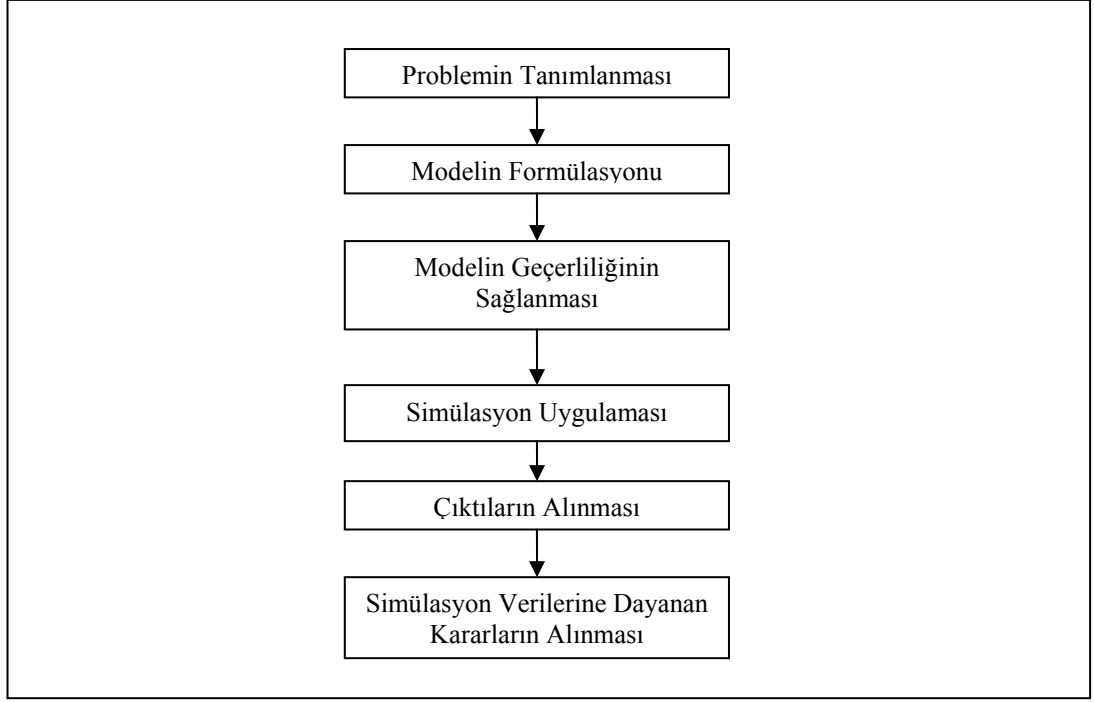 Problemin Tanımlanması
Modelin Formülasyonu
Modelin Geçerliliğinin
Sağlanması
Simülasyon Uygulaması
Çıktıların Alınması
Simülasyon Verilerine Dayanan
Kararların Alınması